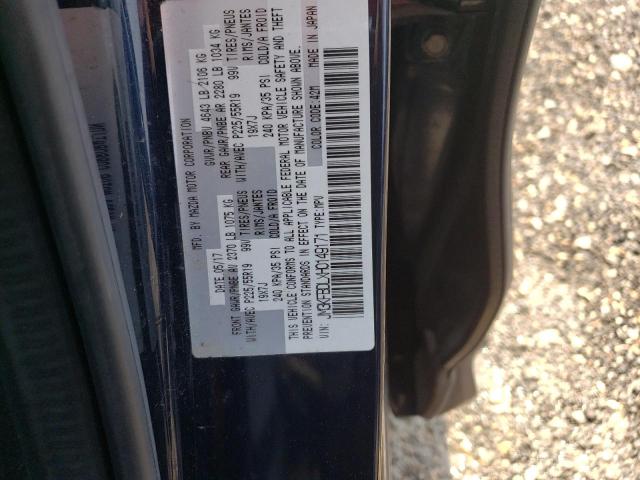 MFD. BY MAZDA MOTOR CORPORATION
DATE: 05/17 GVWR/PNBV 4643 LB 2106 KG
FRONT GAWR/PNBE AV 2370 LB 1075 KG REAR GAWR/PNBE AR 2280 LB 1034 KG
WITH/AVEC P225/55R19 99V TIRES/PNEUS WITH/AVEC P225/55R19 99V TIRES/PNEUS
19X7J RIMS/JANTES 19X7J RIMS/JANTES
240 KPA/35 PSI COLD/A FROID 240 KPA/35 PSI COLD/A FROID
THIS VEHICLE CONFORMS TO ALL APPLICABLE FEDERAL MOTOR VEHICLE SAFETY AND THEFT
PREVENTION STANDARDS IN EFFECT ON THE DATE OF MANUFACTURE SHOWN ABOVE.
VIN: TYPE: MPV COLOR CODE: 42M MADE IN JAPAN